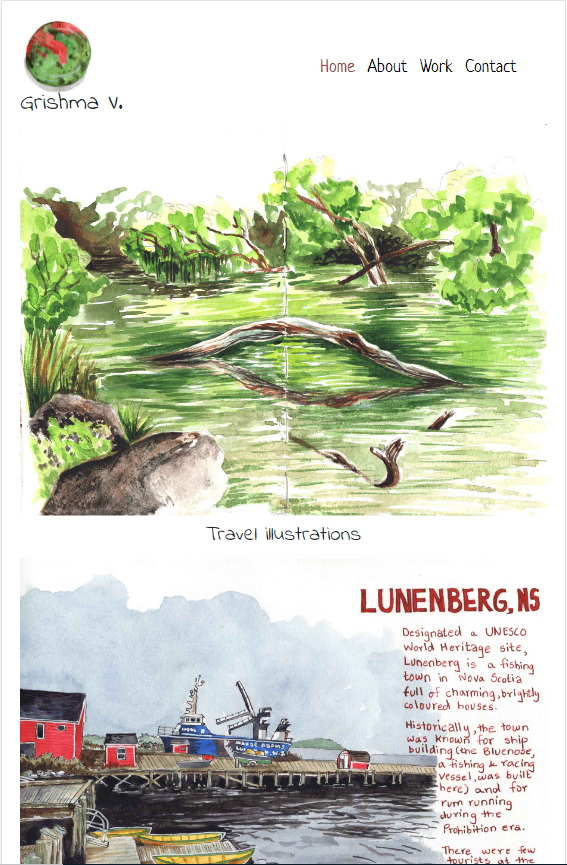 Grishma V.
Home About Work Contact
Travel illustrations
LUNENBERG, NS
Designated a UNESCO
World Heritage site,
Lunenberg is a fishing
town in Nova Scotia
full of charming, brightly
coloured houses.
Historically, the town
was known for ship
building (the Bluenose,
a fishing & racing
vessel, was built
here) and for
rum running
during the
Prohibition era.
There were few
tourists at the